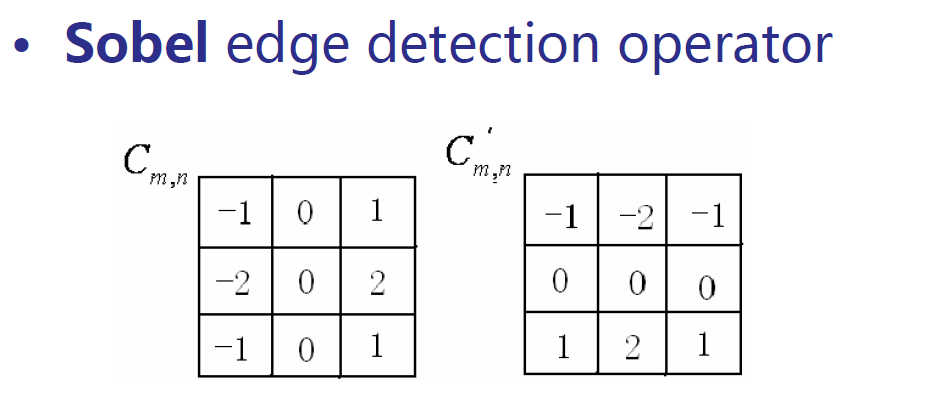 • Sobel edge detection operator
C m,n
-1 0 1
-2 0 2
-1 0 1
C' m,n
-1 -2 -1
0 0 0
1 2 1